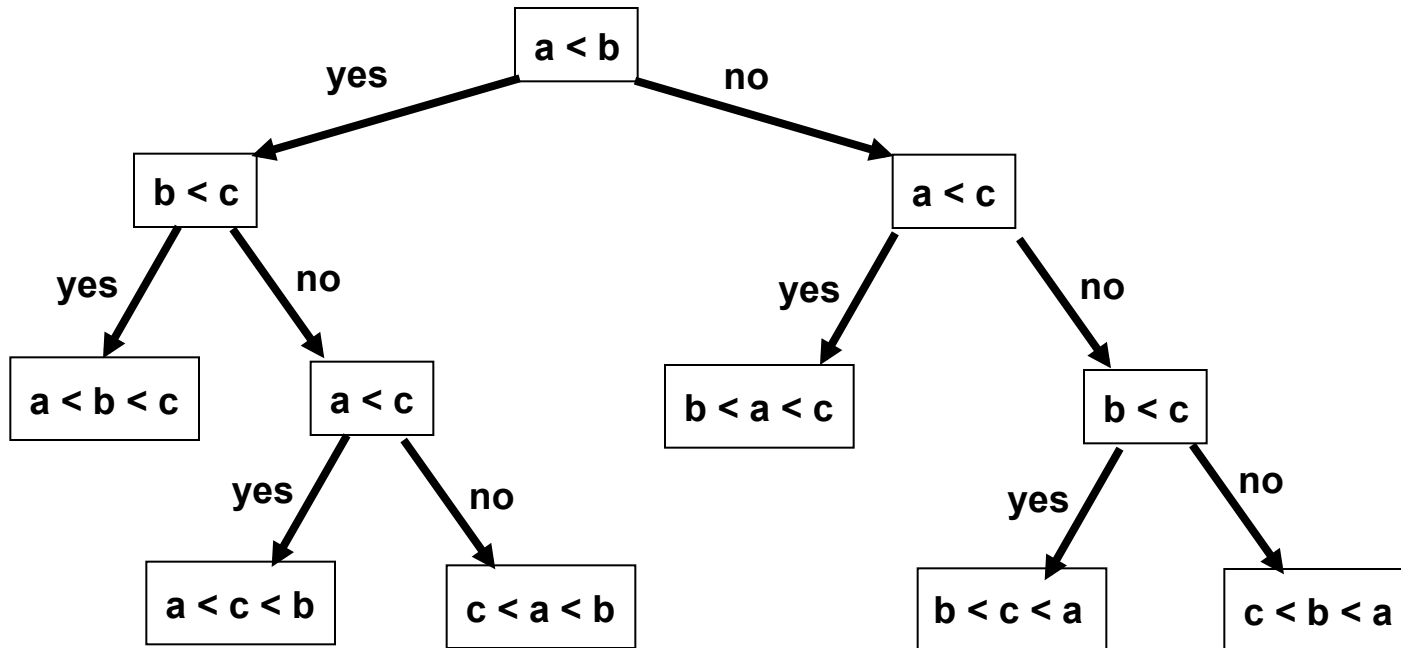 a < b
yes
no
b < c
a < c
yes
no
yes
no
a < b < c
a < c
b < a < c
b < c
yes
no
yes
no
a < c < b
c < a < b
b < c < a
c < b < a